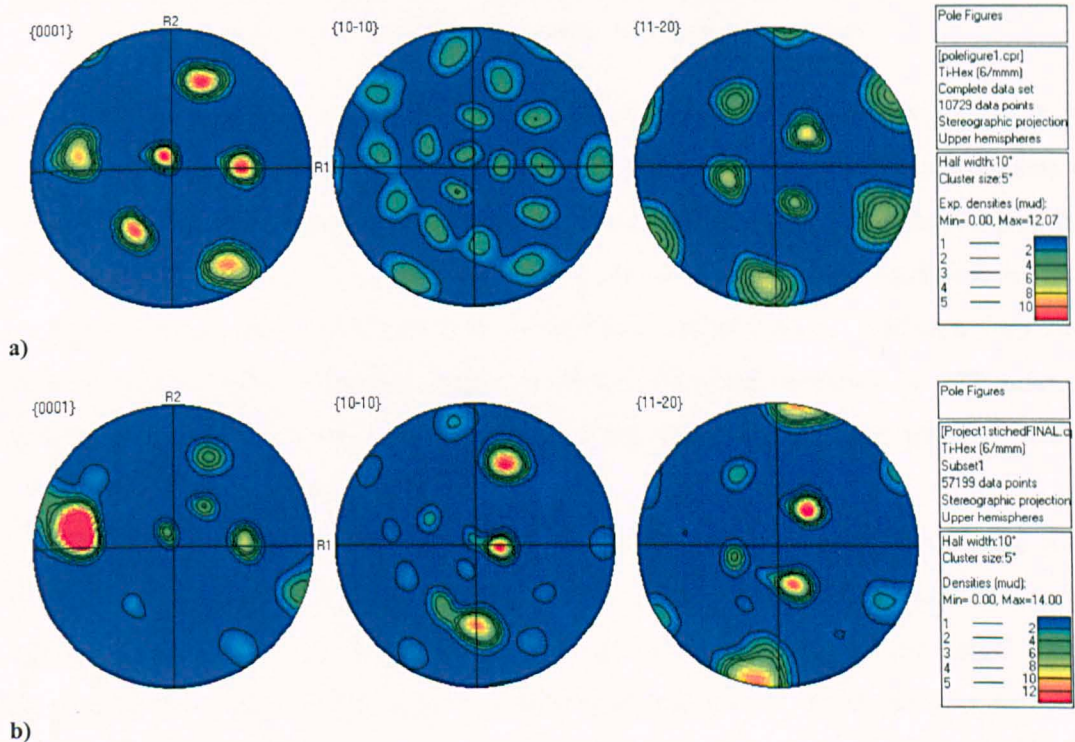 {0001}
R2
{10-10}
{11-20}
R1
Pole Figures
[polefigure1.cpr]
Ti-Hex (6/mmm)
Complete data set
10729 data points
Stereographic projection
Upper hemispheres
Half width:10°
Cluster size:5°
Exp. densities (mud):
Min= 0.00, Max=12.07
1
2
3
4
5
2
4
6
8
10
a)
{0001}
R2
{10-10}
{11-20}
R1
Pole Figures
[Project1stichedFINAL.c
Ti-Hex (6/mmm)
Subset1
57199 data points
Stereographic projection
Upper hemispheres
Half width:10°
Cluster size:5°
Densities (mud):
Min= 0.00, Max=14.00
1
2
3
4
5
2
4
6
8
10
12
b)